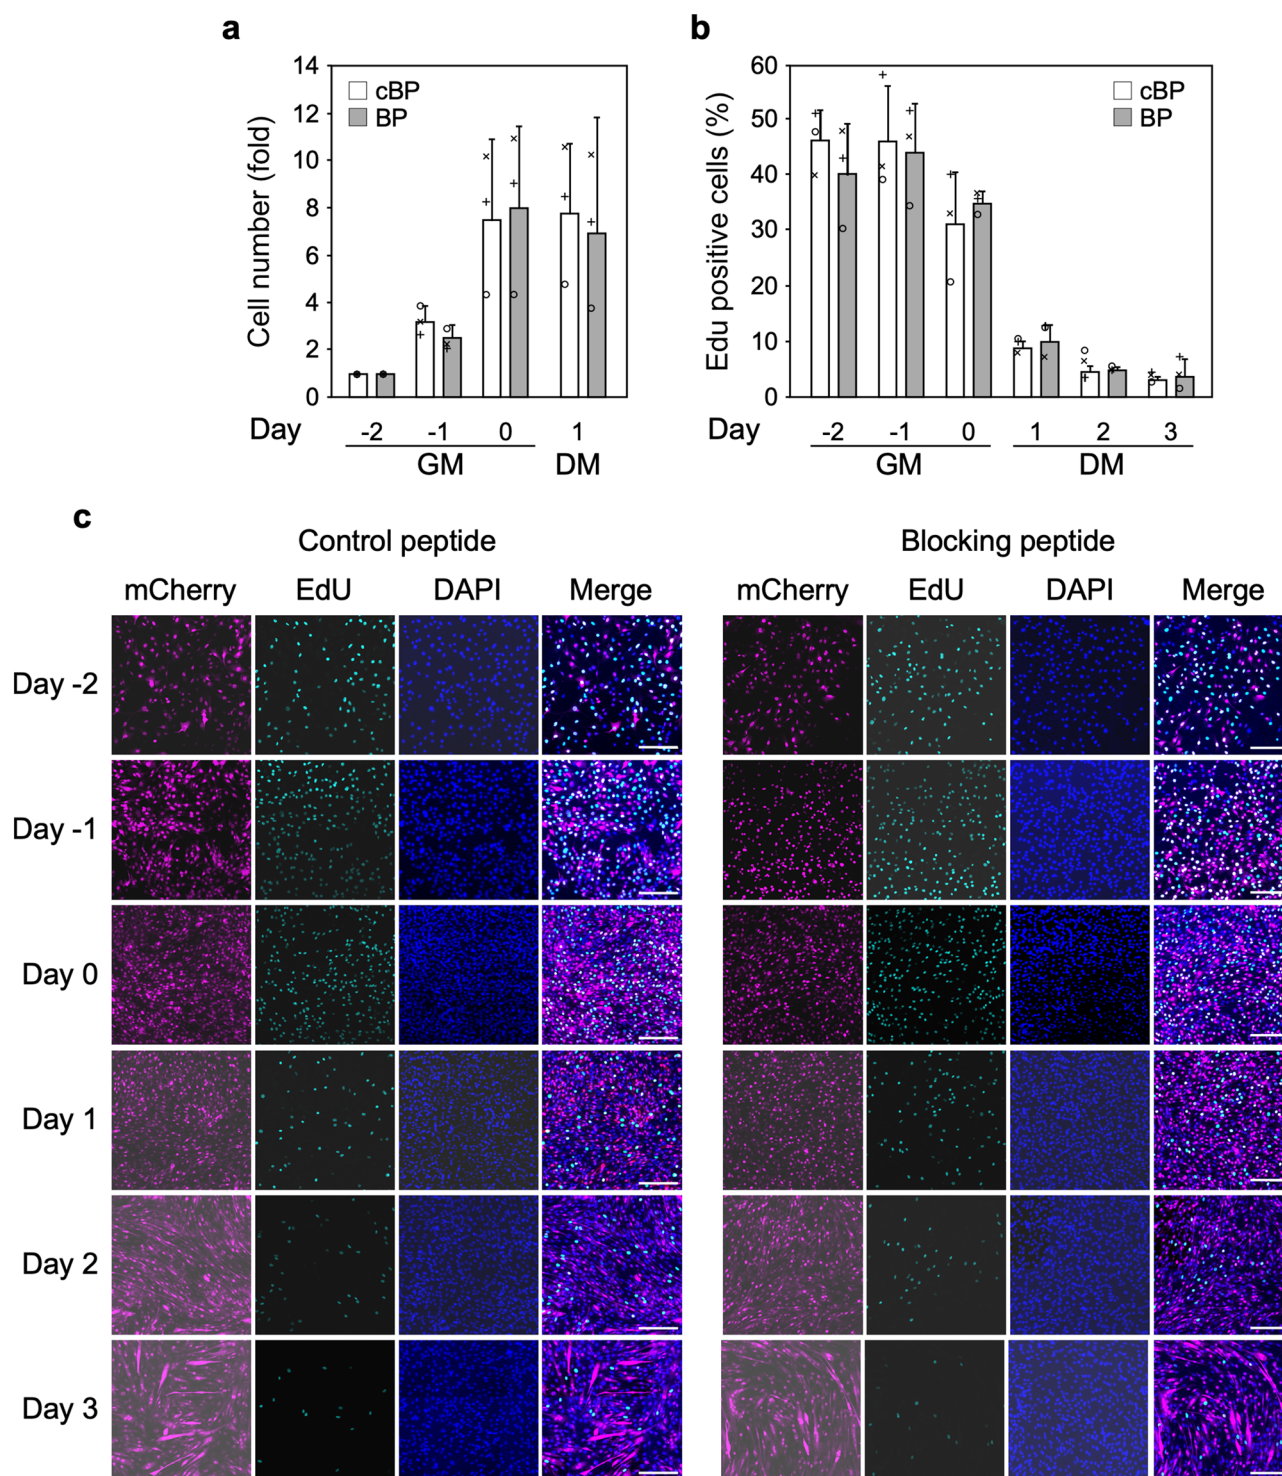 a
b
14
12
10
8
6
4
2
0
Cell number (fold)
cBP
BP
Day
-2
-1
0
1
GM
DM
60
50
40
30
20
10
0
Edu positive cells (%)
cBP
BP
Day
-2
-1
0
1
2
3
GM
DM
c
Control peptide
Blocking peptide
mCherry
EdU
DAPI
Merge
mCherry
EdU
DAPI
Merge
Day -2
Day -1
Day 0
Day 1
Day 2
Day 3